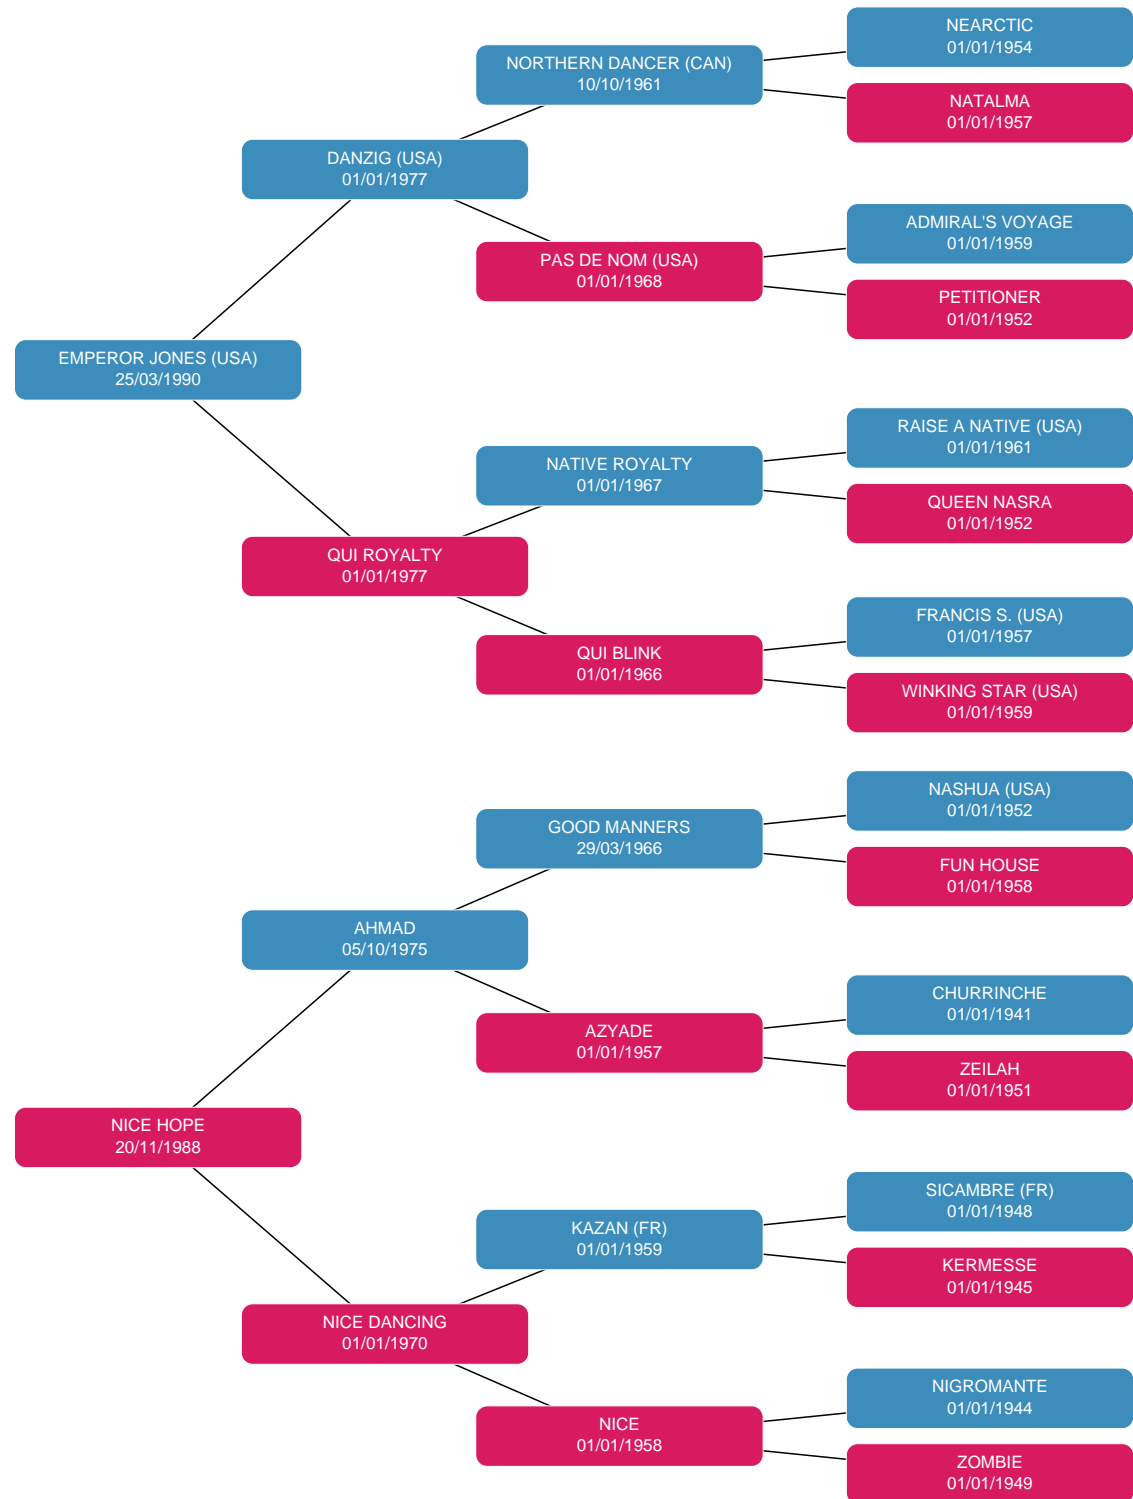 NEARCTIC
01/01/1954
NORTHERN DANCER (CAN)
10/10/1961
NATALMA
01/01/1957
DANZIG (USA)
01/01/1977
ADMIRAL'S VOYAGE
01/01/1959
PAS DE NOM (USA)
01/01/1968
PETITIONER
01/01/1952
EMPEROR JONES (USA)
25/03/1990
RAISE A NATIVE (USA)
01/01/1961
NATIVE ROYALTY
01/01/1967
QUEEN NASRA
01/01/1952
QUI ROYALTY
01/01/1977
FRANCIS S. (USA)
01/01/1957
QUI BLINK
01/01/1966
WINKING STAR (USA)
01/01/1959
NASHUA (USA)
01/01/1952
GOOD MANNERS
29/03/1966
FUN HOUSE
01/01/1958
AHMAD
05/10/1975
CHURRINCHE
01/01/1941
AZYADE
01/01/1957
ZEILAH
01/01/1951
NICE HOPE
20/11/1988
SICAMBRE (FR)
01/01/1948
KAZAN (FR)
01/01/1959
KERMESSE
01/01/1945
NICE DANCING
01/01/1970
NIGROMANTE
01/01/1944
NICE
01/01/1958
ZOMBIE
01/01/1949